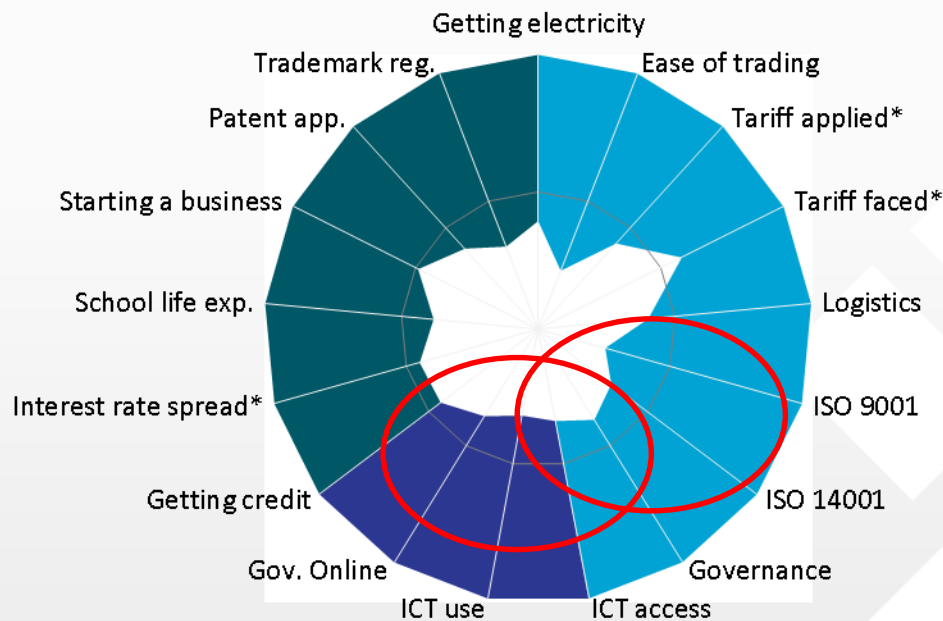 Getting electricity
Trademark reg.
Ease of trading
Patent app.
Tariff applied*
Starting a business
Tariff faced*
School life exp.
Logistics
Interest rate spread*
ISO 9001
Getting credit
ISO 14001
Gov. Online
Governance
ICT use
ICT access